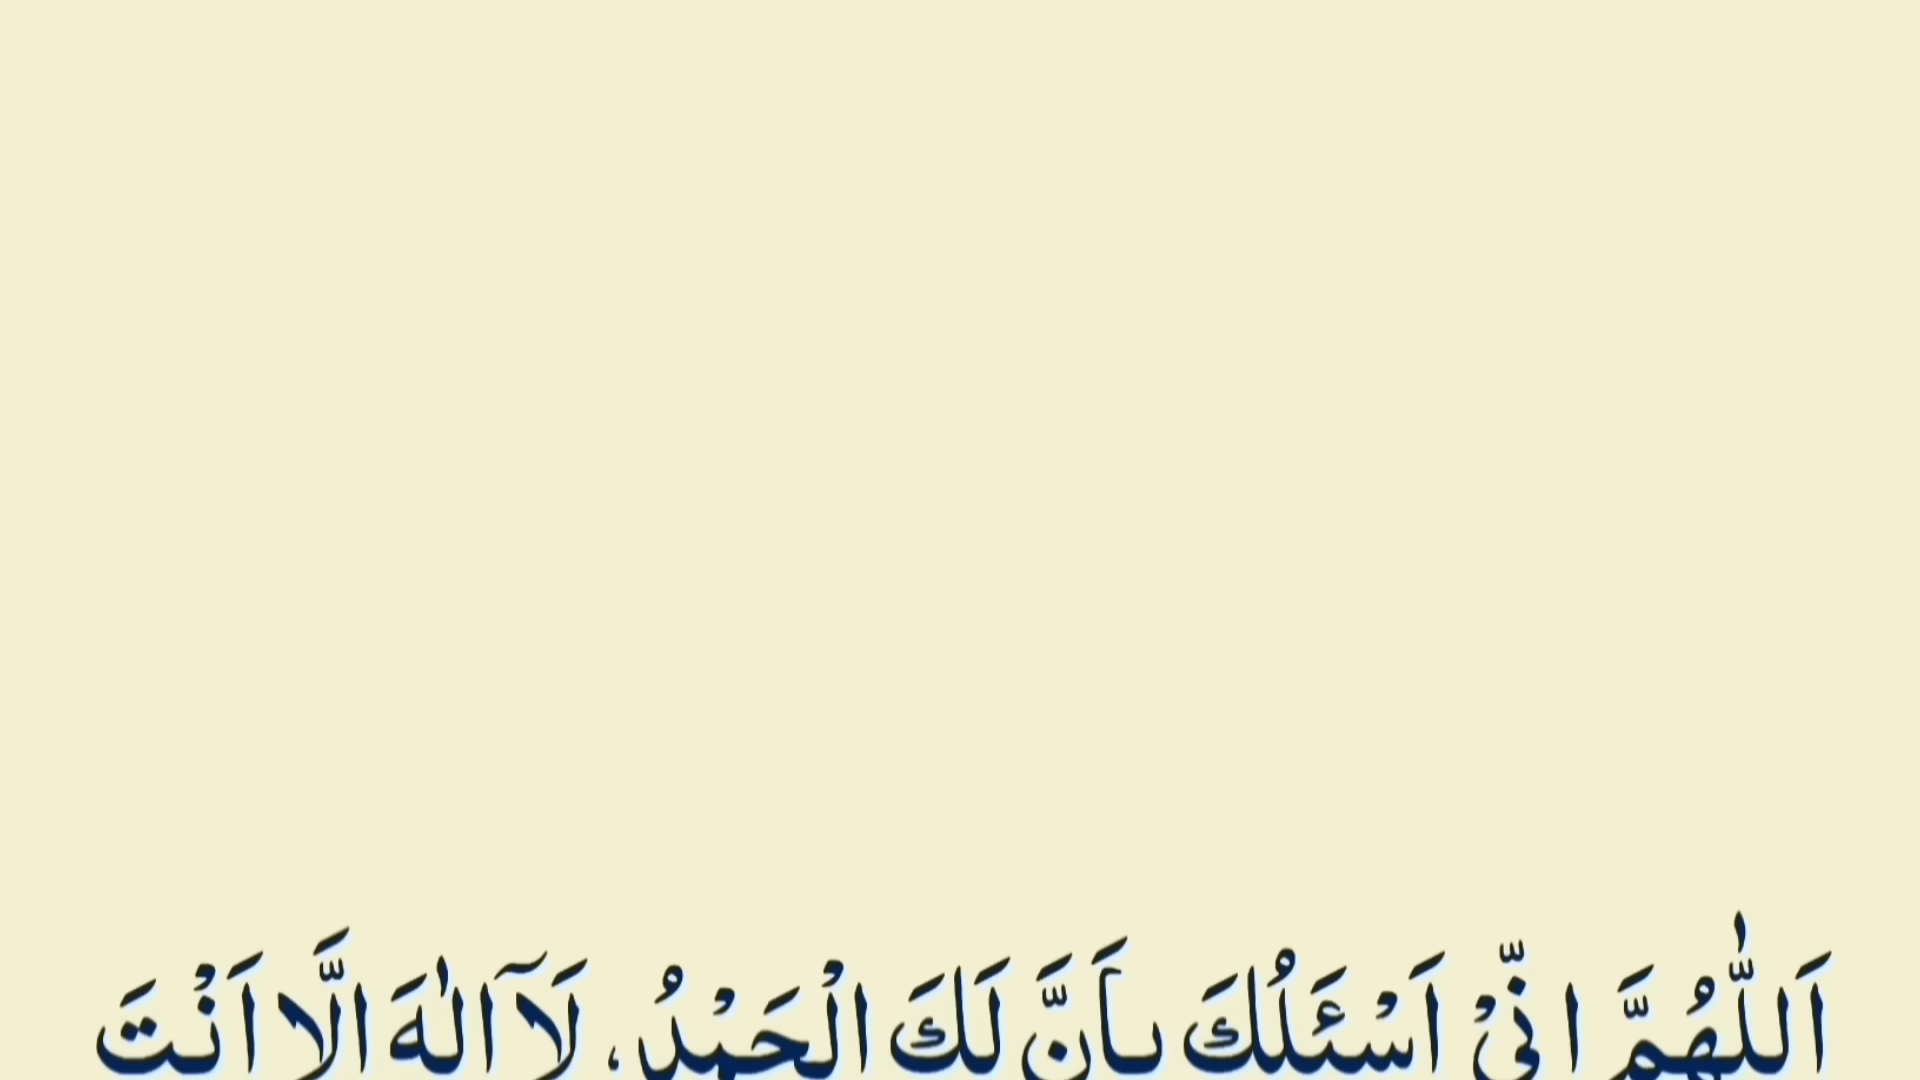 اَللّٰهُمَّ اِنِّيْ اَسْئَلُكَ بِأَنَّ لَكَ الْحَمْدُ، لَآ اِلٰهَ اِلَّا اَنْتَ